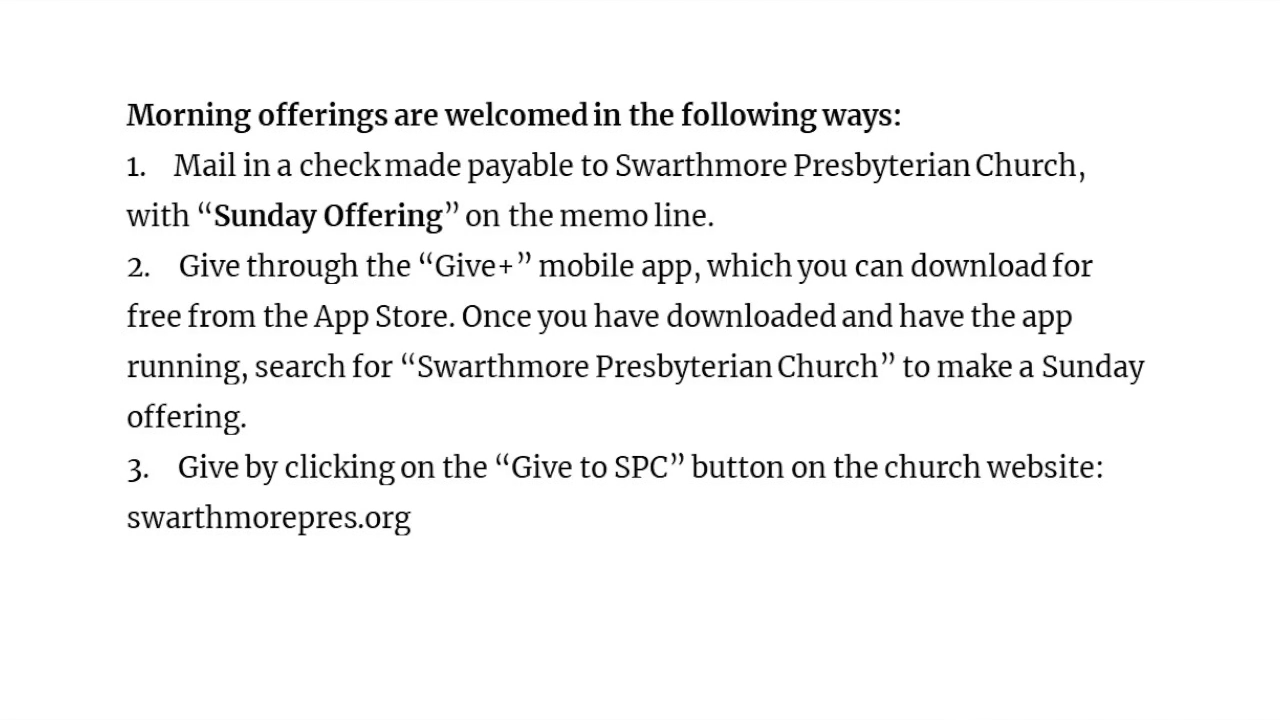 Morning offerings are welcomed in the following ways:
1. Mail in a check made payable to Swarthmore Presbyterian Church,
with “Sunday Offering” on the memo line.
2. Give through the “Give+” mobile app, which you can download for
free from the App Store. Once you have downloaded and have the app
running, search for “Swarthmore Presbyterian Church” to make a Sunday
offering.
3. Give by clicking on the “Give to SPC” button on the church website:
swarthmorepres.org